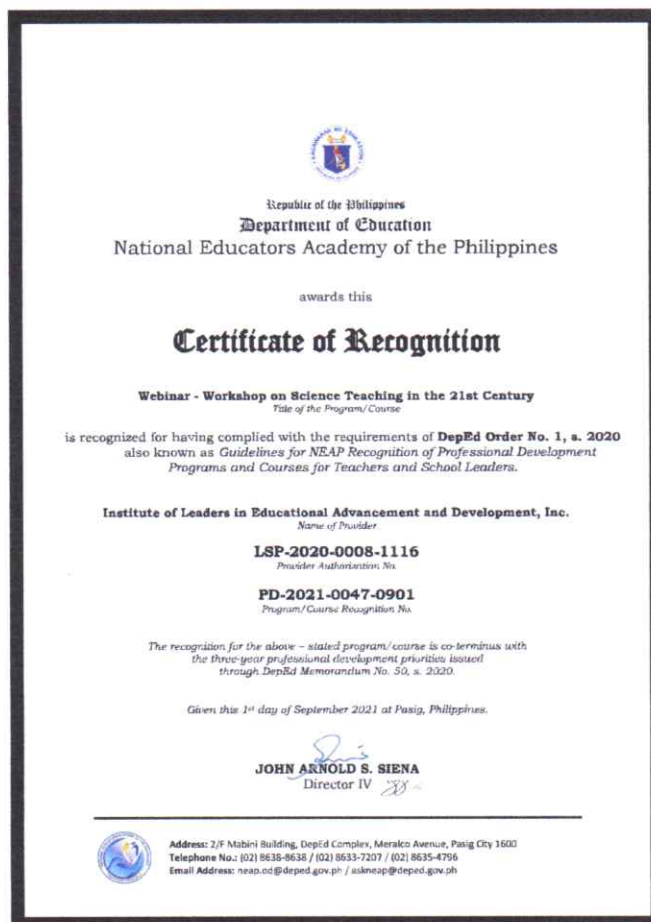 Republic of the Philippines
Department of Education
National Educators Academy of the Philippines
awards this
Certificate of Recognition
Webinar - Workshop on Science Teaching in the 21st Century
Title of the Program/Course
is recognized for having complied with the requirements of DepEd Order No. 1, s. 2020
also known as Guidelines for NEAP Recognition of Professional Development
Programs and Courses for Teachers and School Leaders.
Institute of Leaders in Educational Advancement and Development, Inc.
Name of Provider
LSP-2020-0008-1116
Provider Authorization No.
PD-2021-0047-0901
Program/Course Recognition No.
The recognition for the above – stated program/course is co-terminus with
the three-year professional development priorities issued
through DepEd Memorandum No. 50, s. 2020.
Given this 1st day of September 2021 at Pasig, Philippines.
JOHN ARNOLD S. SIENA
Director IV
Address: 2/F Mabini Building, DepEd Complex, Meralco Avenue, Pasig City 1600
Telephone No.: (02) 8638-8638 / (02) 8633-7207 / (02) 8635-4796
Email Address: neap.od@deped.gov.ph / askneap@deped.gov.ph